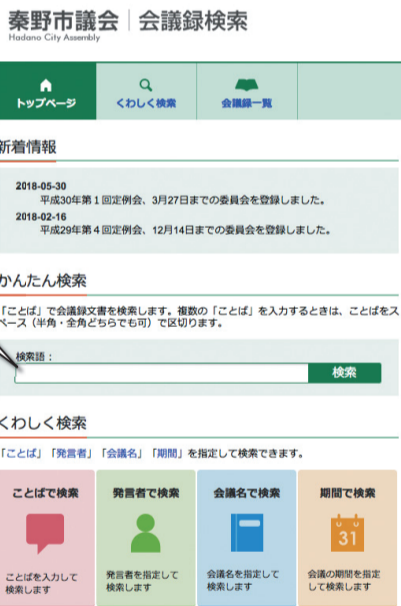 秦野市議会 会議録検索
Hadano City Assembly
トップページ くわしく検索 会議録一覧
新着情報
2018-05-30
平成30年第1回定例会、3月27日までの委員会を登録しました。
2018-02-16
平成29年第4回定例会、12月14日までの委員会を登録しました。
かんたん検索
「ことば」で会議録文書を検索します。複数の「ことば」を入力するときは、ことばをス
ペース（半角・全角どちらでも可）で区切ります。
検索語：
検索
くわしく検索
「ことば」「発言者」「会議名」「期間」を指定して検索できます。
ことばで検索 発言者で検索 会議名で検索 期間で検索
31
ことばを入力して 発言者を指定して 会議名を指定して 会議の期間を指定
検索します 検索します 検索します して検索します